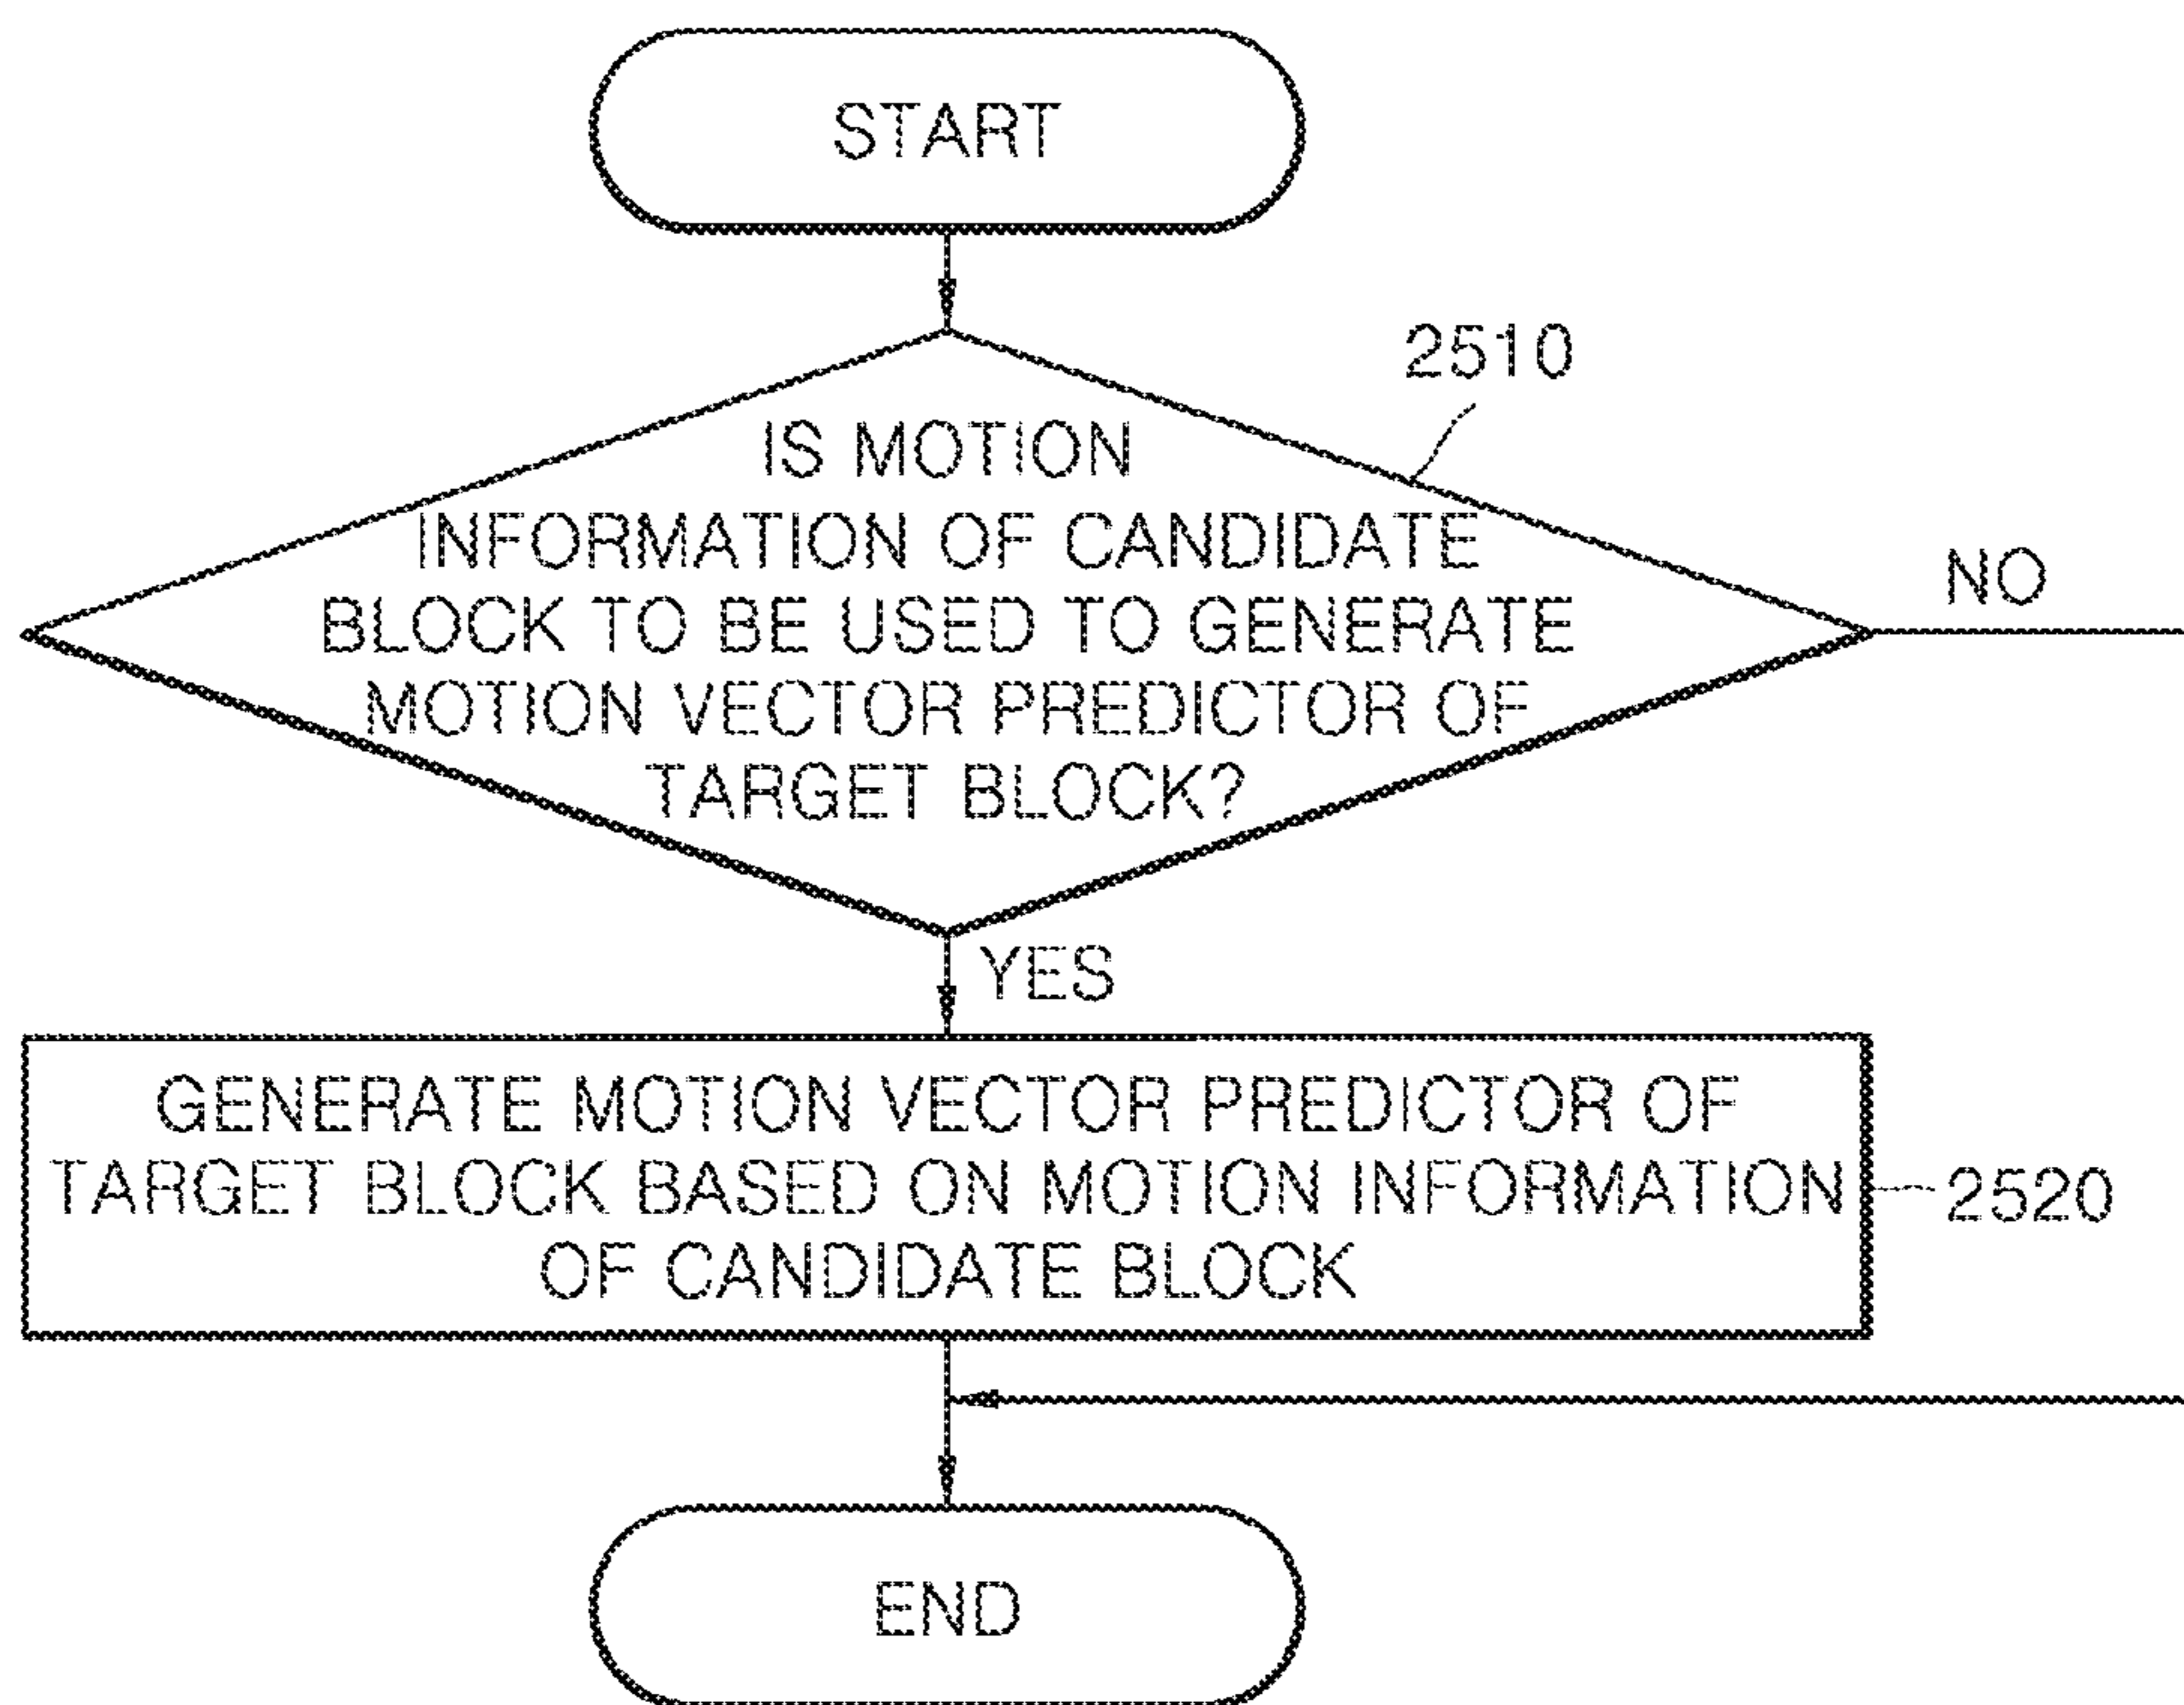 START
2510
IS MOTION
INFORMATION OF CANDIDATE
BLOCK TO BE USED TO GENERATE
MOTION VECTOR PREDICTOR OF
TARGET BLOCK?
NO
YES
GENERATE MOTION VECTOR PREDICTOR OF
TARGET BLOCK BASED ON MOTION INFORMATION
OF CANDIDATE BLOCK
2520
END